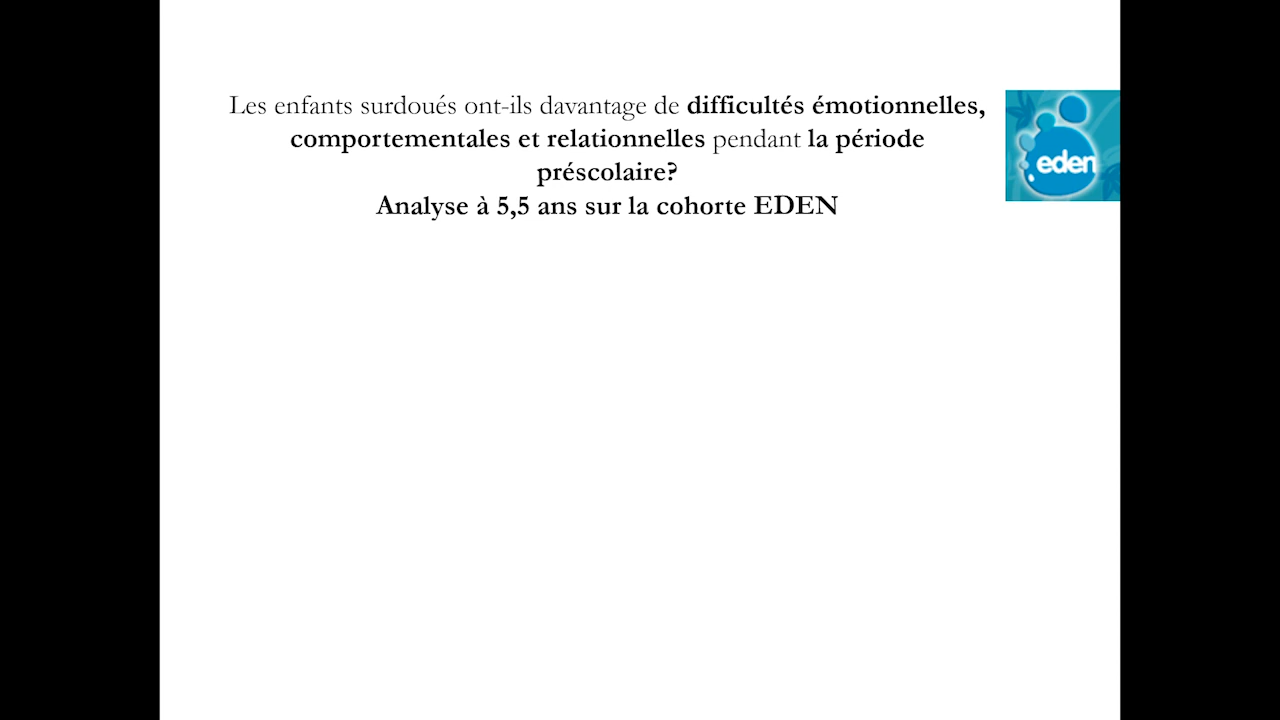 Les enfants surdoués ont-ils davantage de difficultés émotionnelles,
comportementales et relationnelles pendant la période
préscolaire?
Analyse à 5,5 ans sur la cohorte EDEN
eden